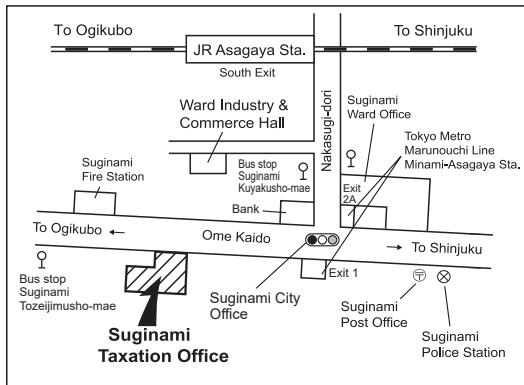 To Ogikubo
To Shinjuku
JR Asagaya Sta.
South Exit
Ward Industry &
Commerce Hall
Nakasugi-dori
Suginami
Ward Office
Tokyo Metro
Marunouchi Line
Minami-Asagaya Sta.
Suginami
Fire Station
Bus stop
Suginami
Kuyakusho-mae
Exit
2A
Bank
To Ogikubo ←
Ome Kaido
→ To Shinjuku
Bus stop
Suginami
Tozeijimusho-mae
Exit 1
Suginami City
Office
〒
Suginami
Post Office
Suginami
Police Station
Suginami
Taxation Office